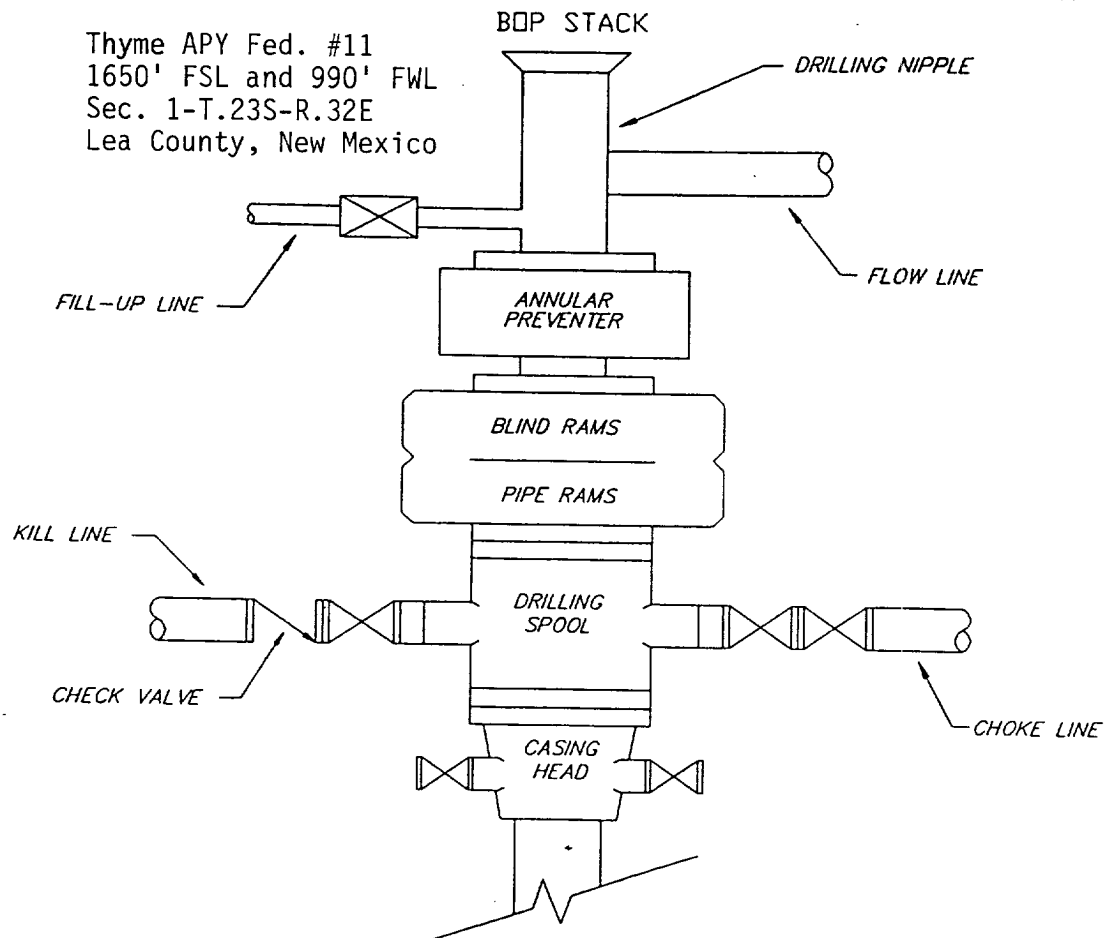 BOP STACK
Thyme APY Fed. #11
1650' FSL and 990' FWL
Sec. 1-T.23S-R.32E
Lea County, New Mexico
DRILLING NIPPLE
FILL-UP LINE
FLOW LINE
ANNULAR
PREVENTER
BLIND RAMS
PIPE RAMS
KILL LINE
DRILLING
SPOOL
CHECK VALVE
CHOKE LINE
CASING
HEAD